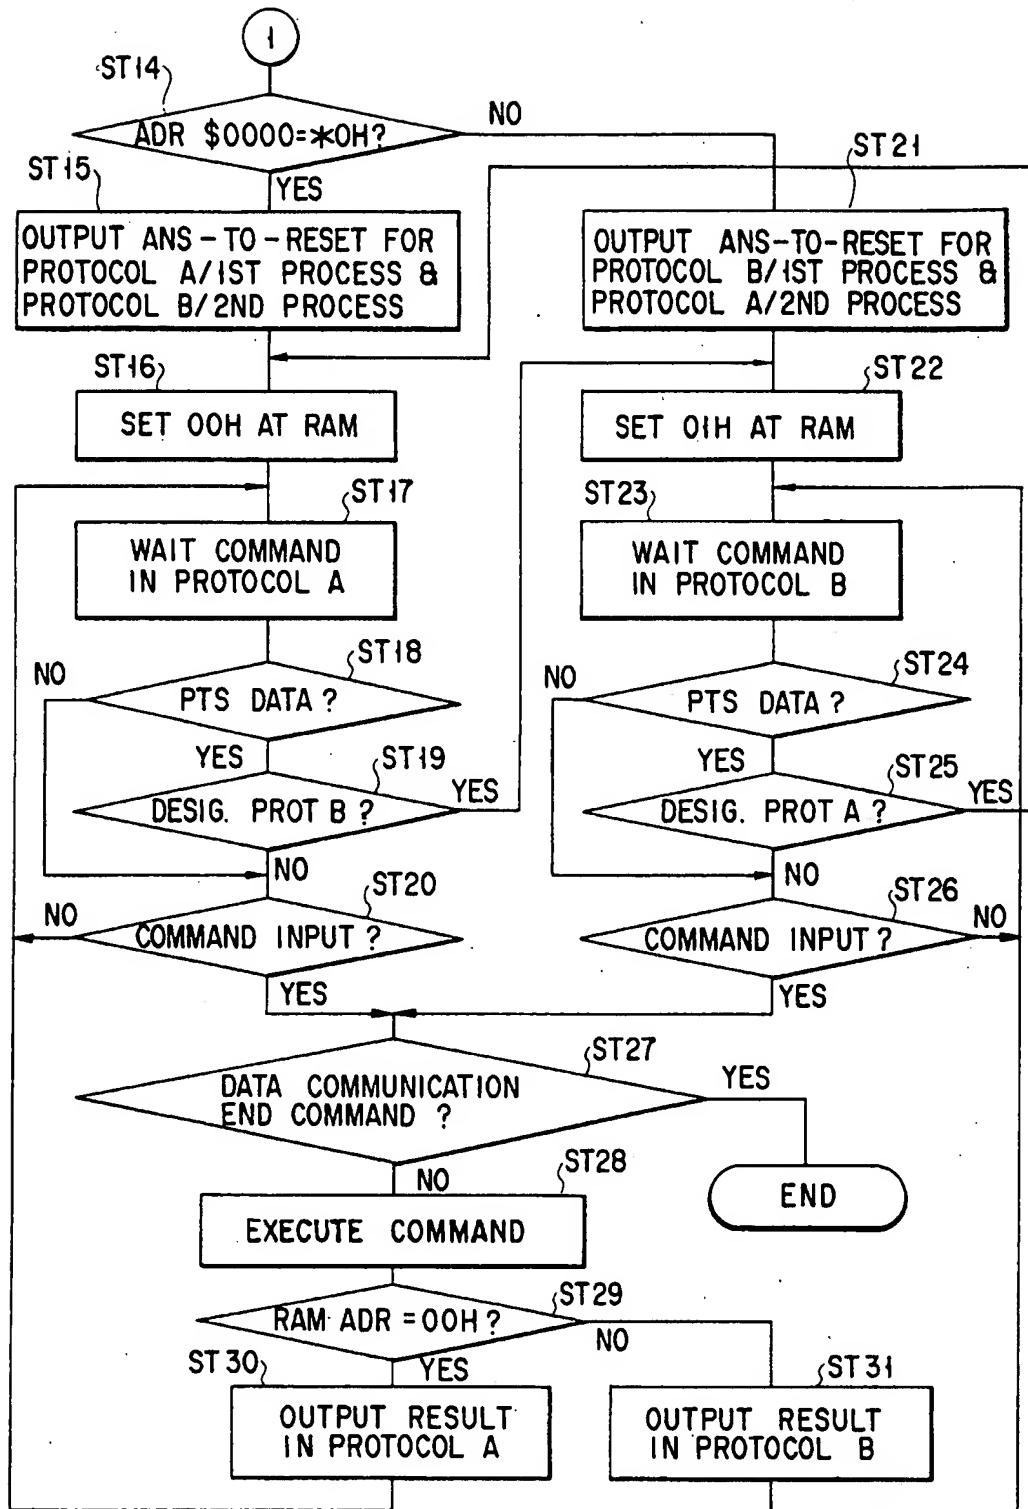 1
ST14
ADR $0000=*0H?
NO
YES
ST15
OUTPUT ANS-TO-RESET FOR
PROTOCOL A/1ST PROCESS &
PROTOCOL B/2ND PROCESS
ST21
OUTPUT ANS-TO-RESET FOR
PROTOCOL B/1ST PROCESS &
PROTOCOL A/2ND PROCESS
ST16
SET 00H AT RAM
ST22
SET 01H AT RAM
ST17
WAIT COMMAND
IN PROTOCOL A
ST23
WAIT COMMAND
IN PROTOCOL B
ST18
NO
PTS DATA ?
YES
ST24
NO
PTS DATA ?
YES
ST19
DESIG. PROT B ?
YES
NO
ST25
DESIG. PROT A ?
YES
NO
ST20
NO
COMMAND INPUT ?
YES
ST26
COMMAND INPUT ?
NO
YES
ST27
DATA COMMUNICATION
END COMMAND ?
YES
NO
END
ST28
EXECUTE COMMAND
ST29
RAM ADR = 00H ?
NO
YES
ST30
OUTPUT RESULT
IN PROTOCOL A
ST31
OUTPUT RESULT
IN PROTOCOL B